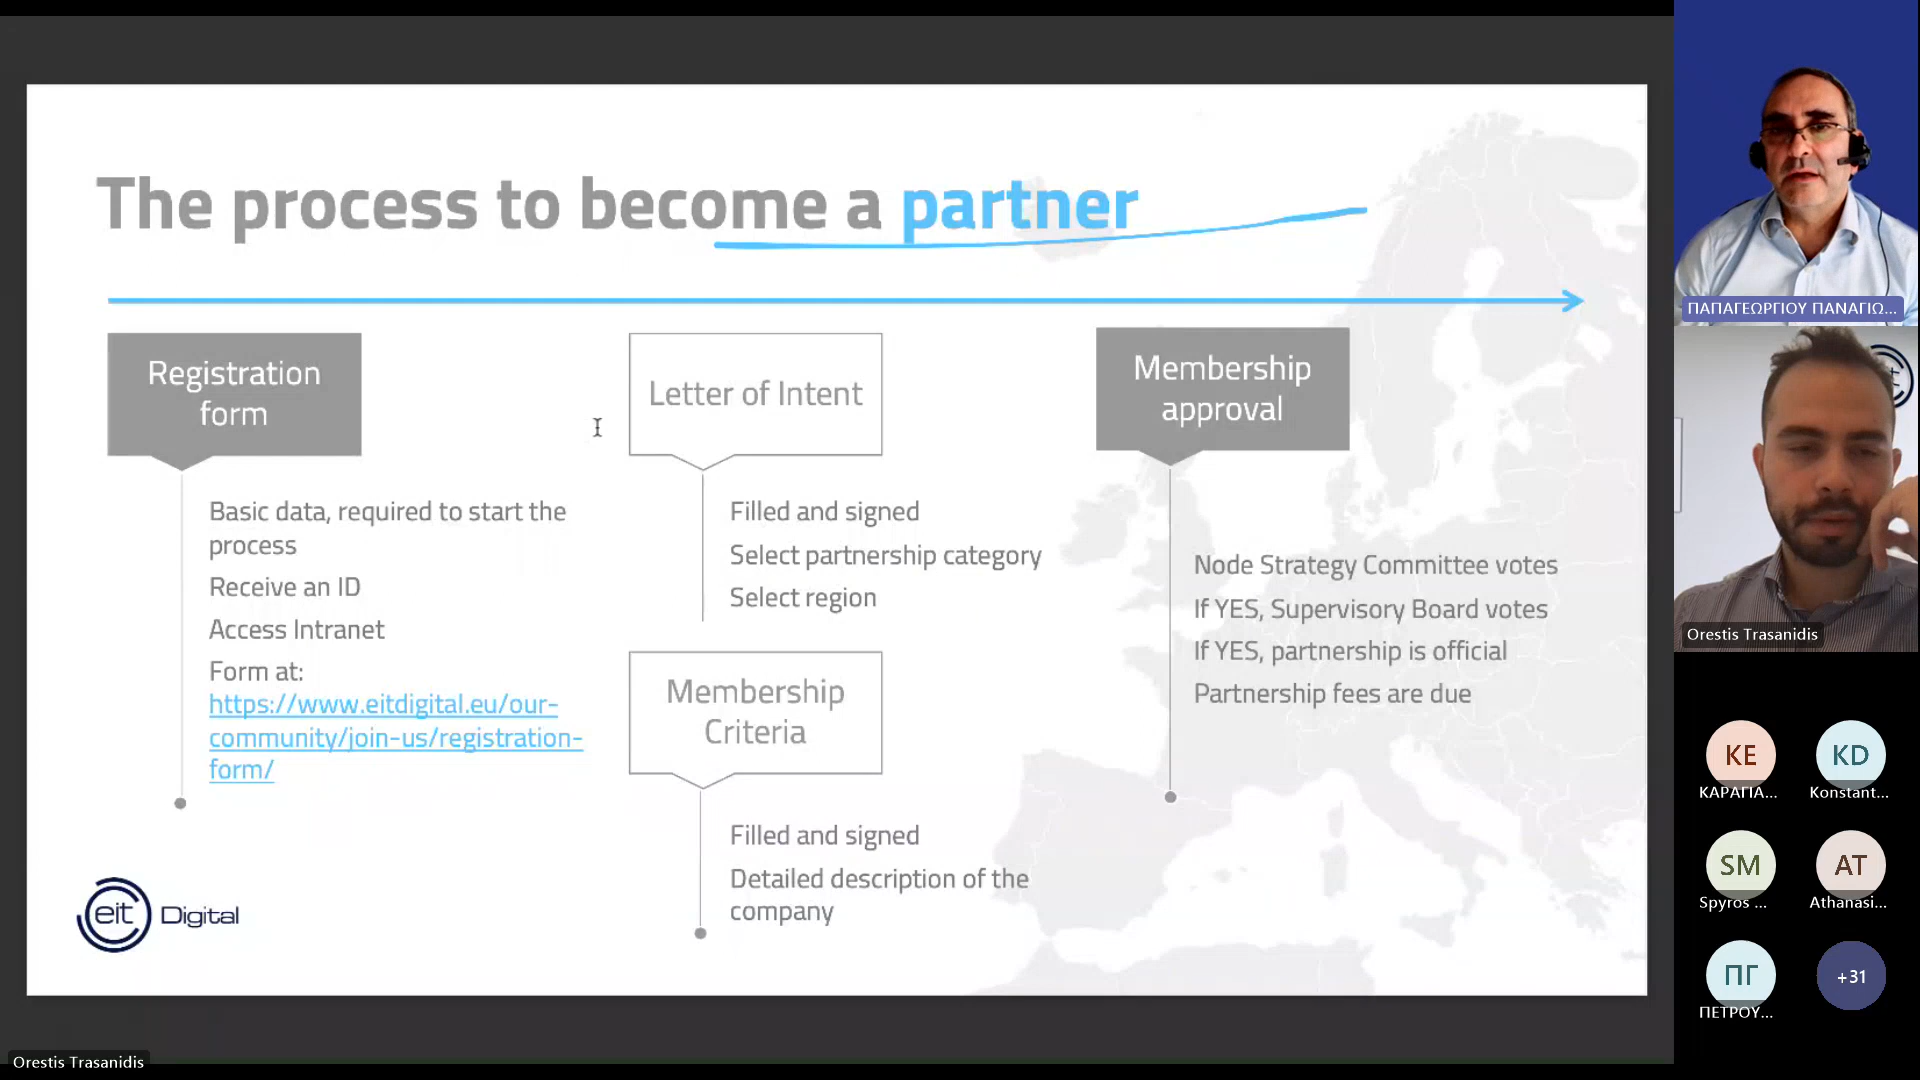 The process to become a partner
Registration
form
Basic data, required to start the
process
Receive an ID
Access Intranet
Form at:
https://www.eitdigital.eu/our-
community/join-us/registration-
form/
Letter of Intent
Filled and signed
Select partnership category
Select region
Membership
Criteria
Filled and signed
Detailed description of the
company
Membership
approval
Node Strategy Committee votes
If YES, Supervisory Board votes
If YES, partnership is official
Partnership fees are due
eit Digital
ΠΑΠΑΓΕΩΡΓΙΟΥ ΠΑΝΑΓΙΩ...
Orestis Trasanidis
ΚΕ
KD
ΚΑΡΑΓΙΑ...
Konstant...
SM
AT
Spyros ...
Athanasi...
ΠΓ
+31
ΠΕΤΡΟΥ...
Orestis Trasanidis